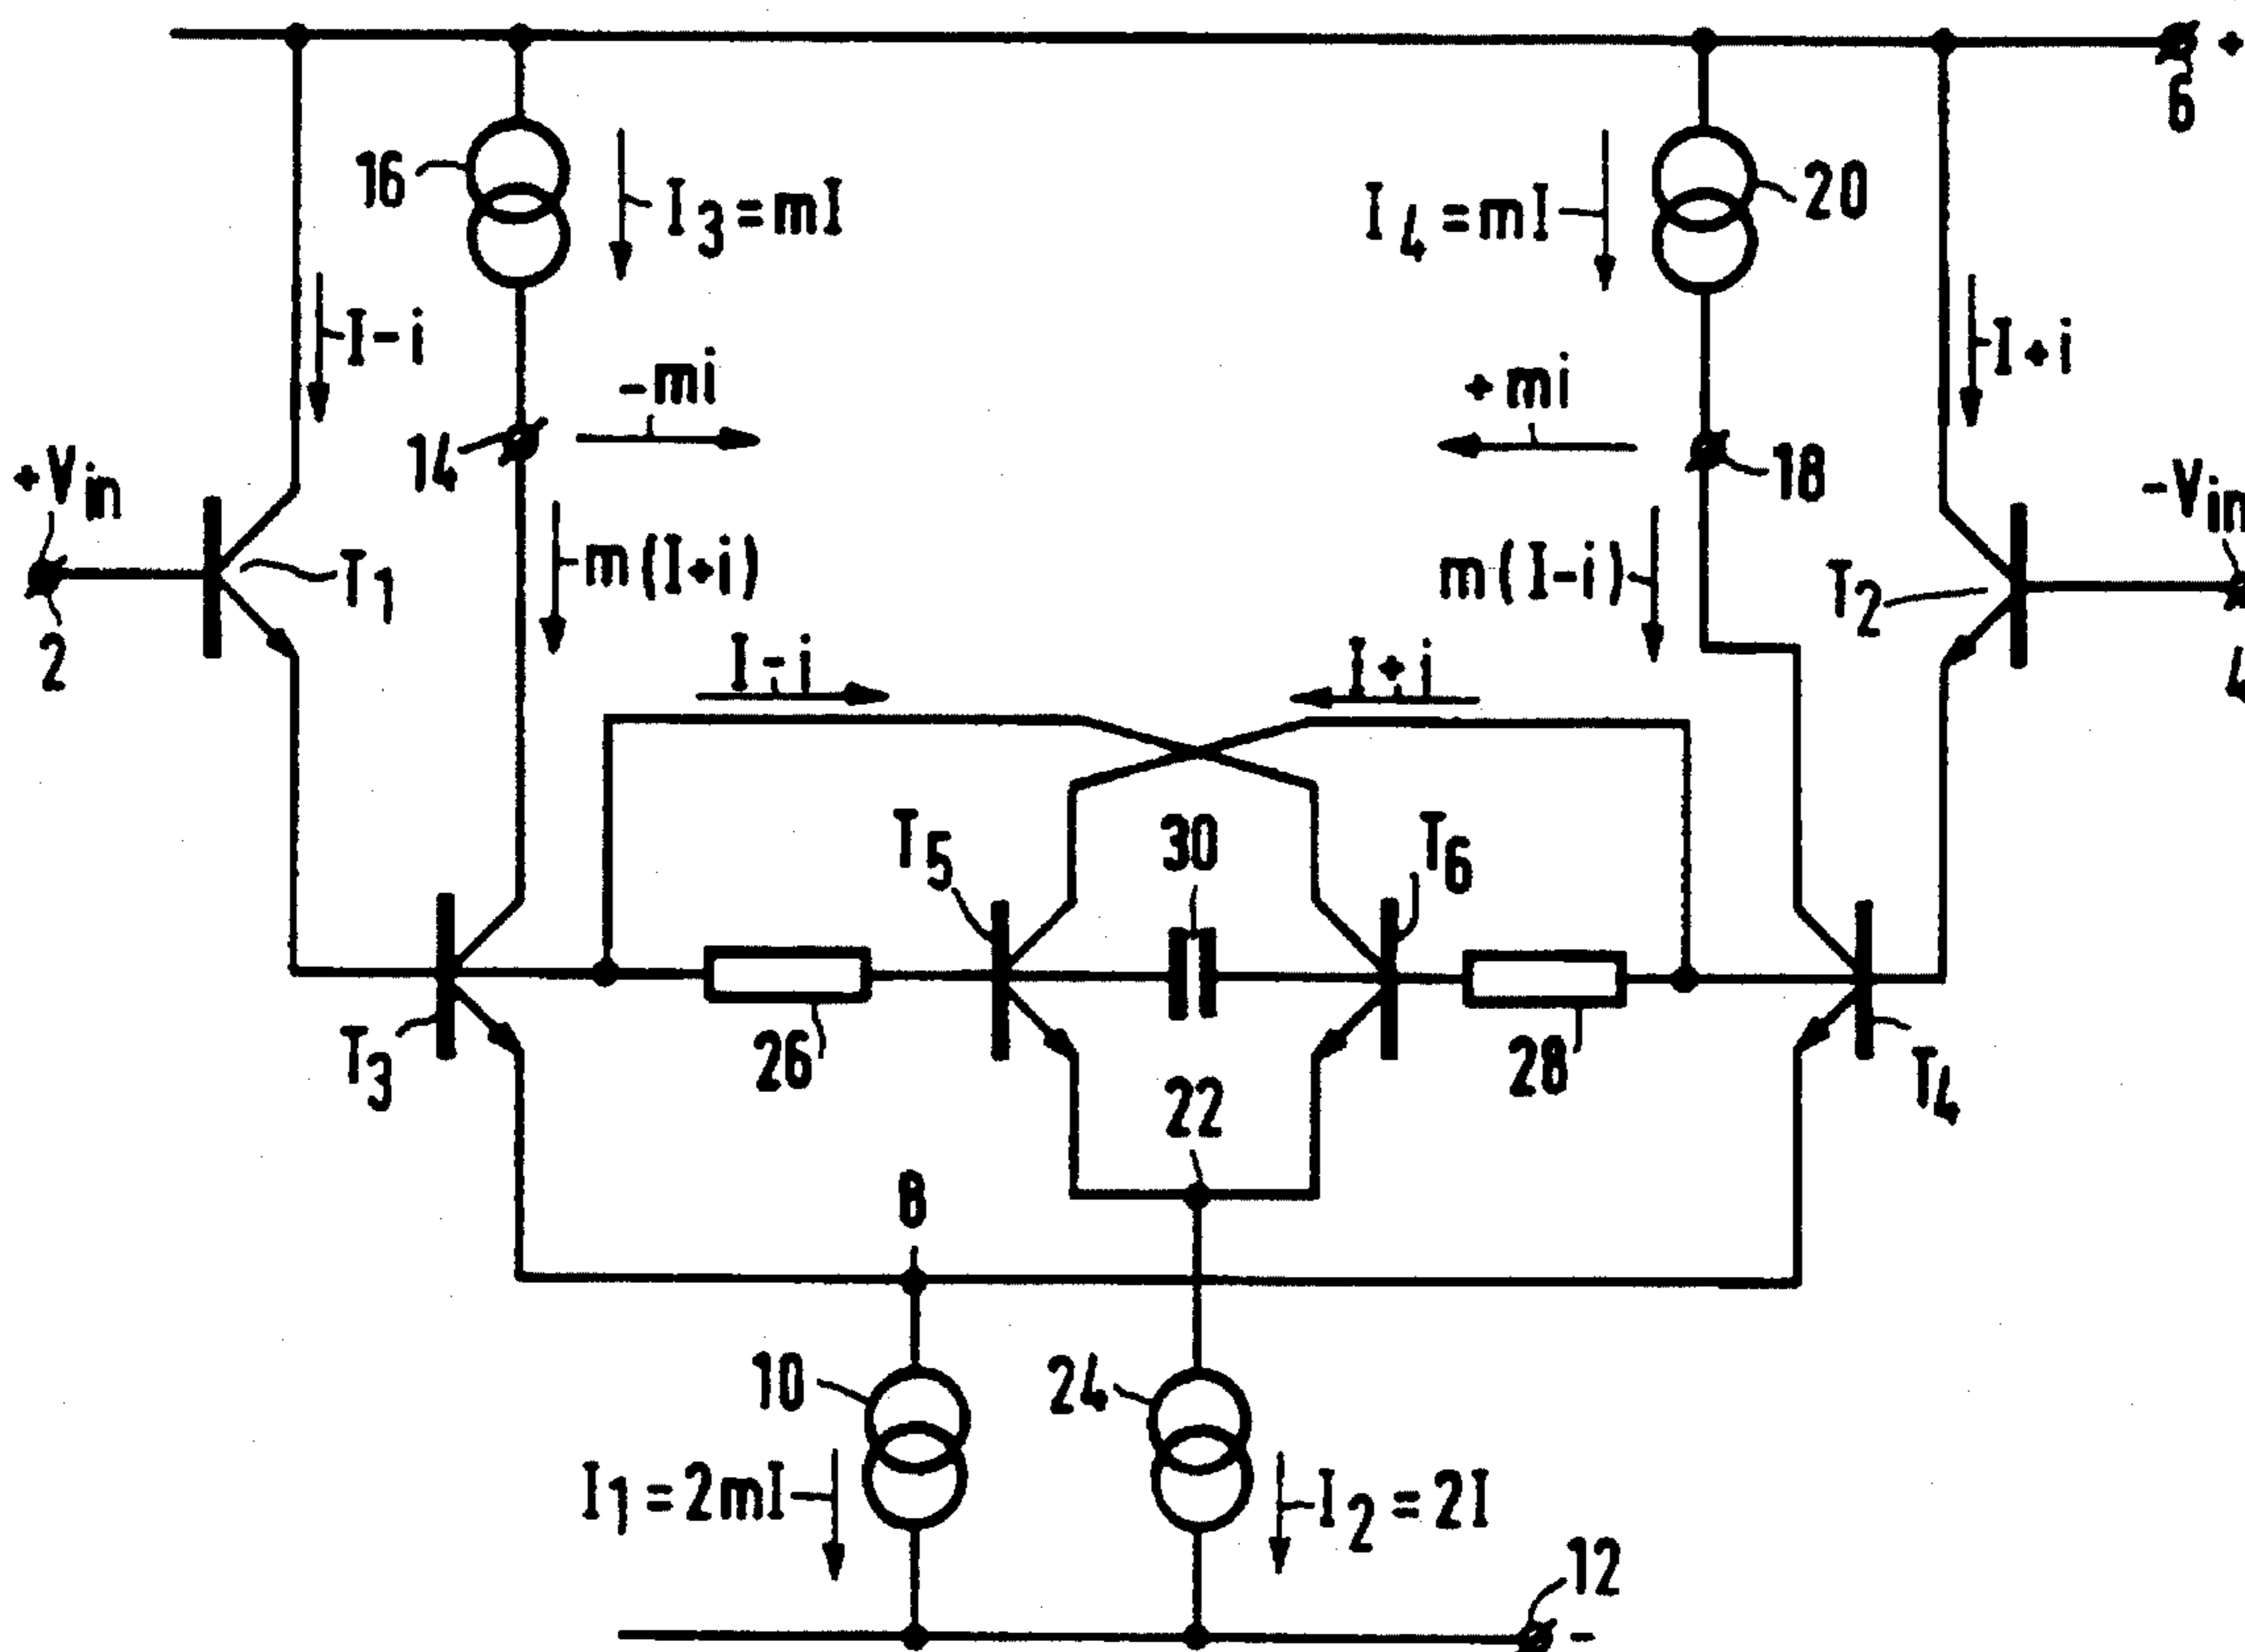 +
6
16
I3=mI
I4=mI
20
I-i
I+i
-mi
+mi
14
18
+Vin
-Vin
T1
m(I+i)
m(I-i)
T2
2
4
I-i
I+i
T5
30
T6
T3
26
28
T4
22
8
10
24
I1=2mI
I2=2I
12
-